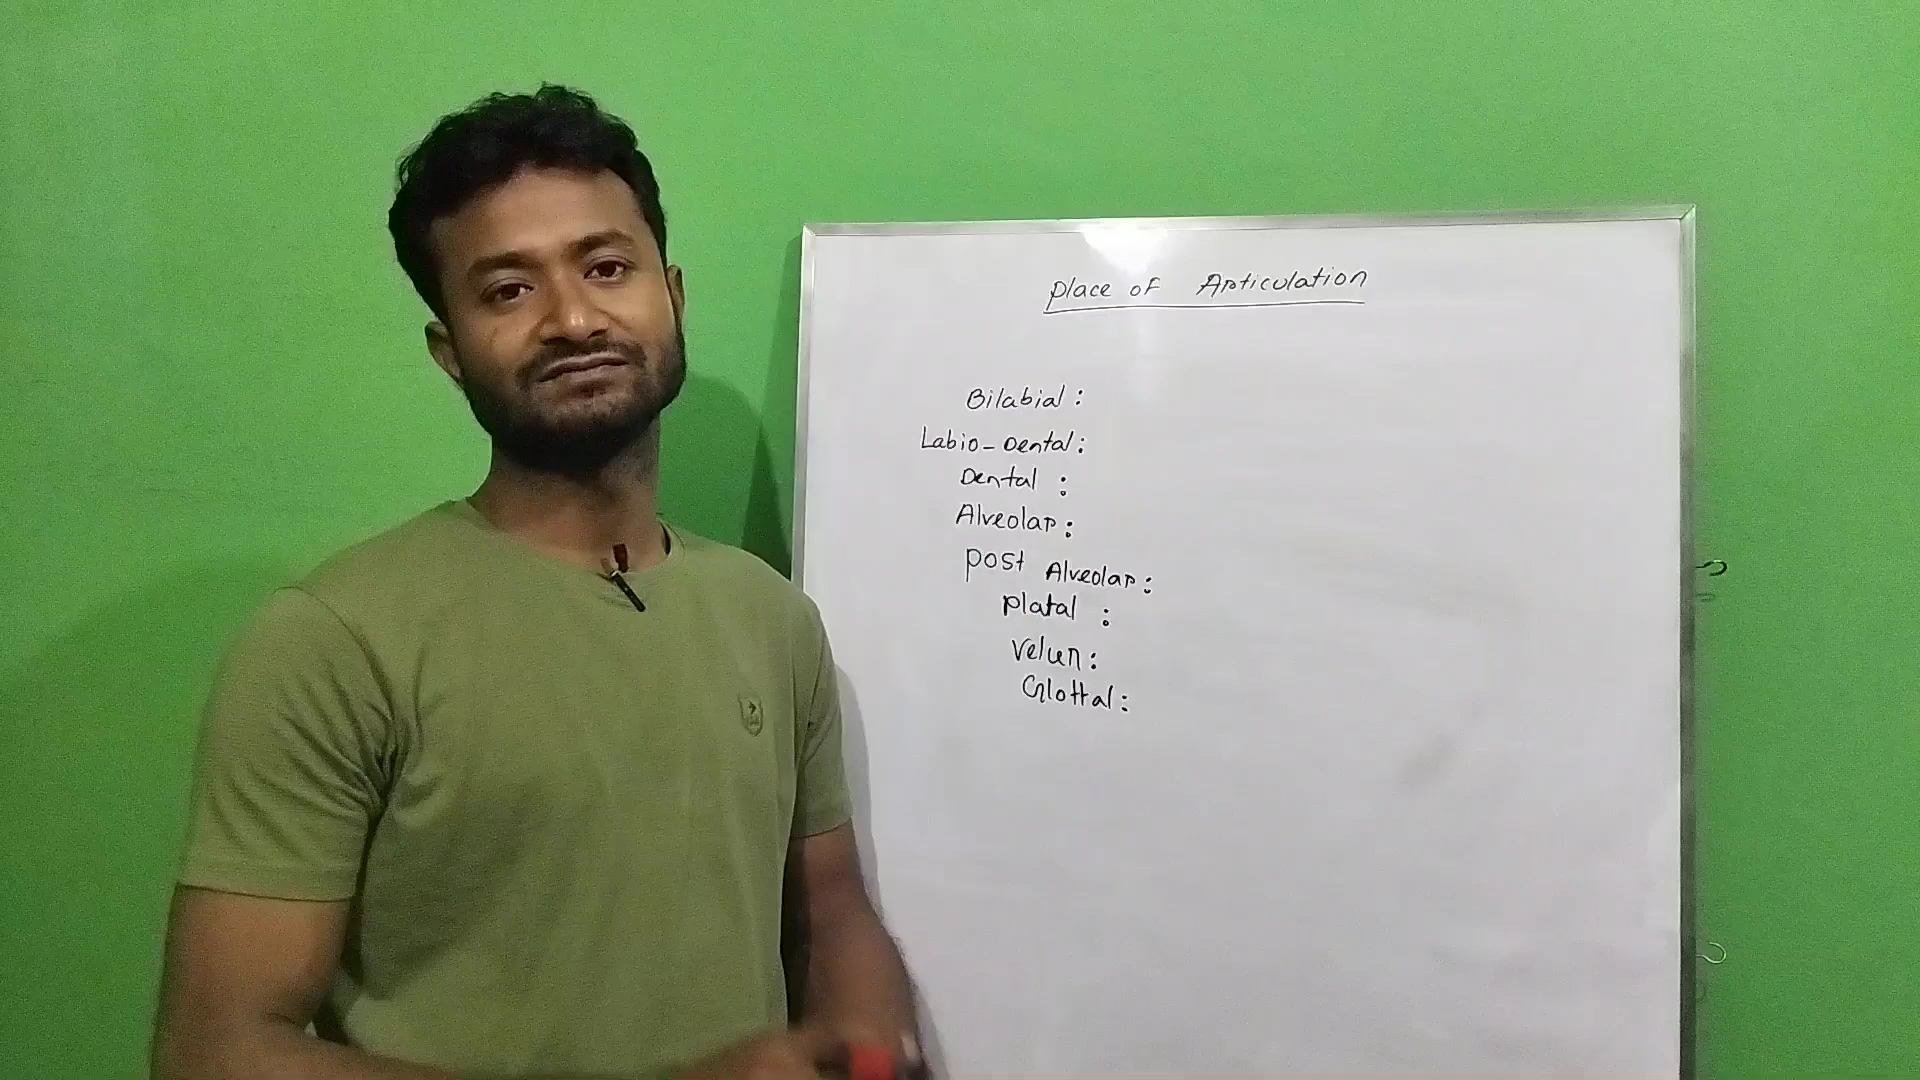 Place of Articulation
Bilabial :
Labio-Dental:
Dental :
Alveolar:
Post Alveolar:
Platal :
Velun:
Glottal: